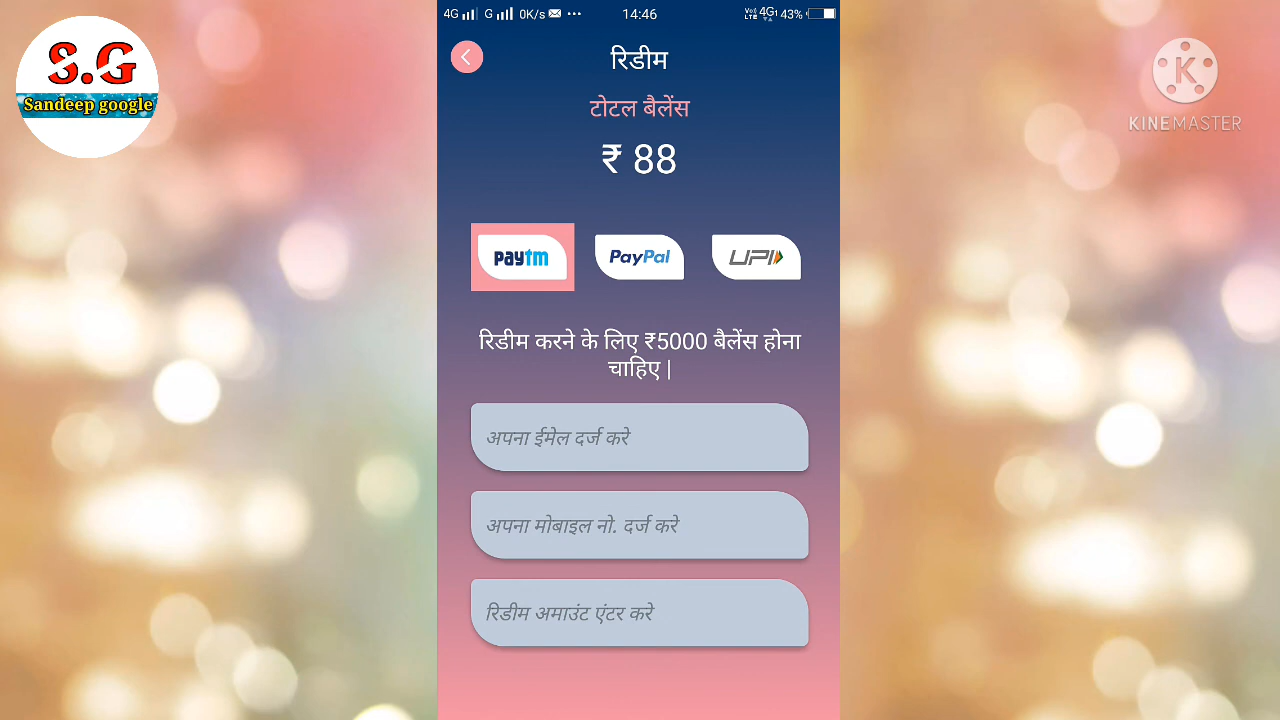 S.G
Sandeep google
4G G 0K/s ••• 14:46 VoLTE 4G 43%
रिडीम
टोटल बैलेंस
₹ 88
K
KINEMASTER
paytm PayPal UPI
रिडीम करने के लिए ₹5000 बैलेंस होना
चाहिए |
अपना ईमेल दर्ज करे
अपना मोबाइल नो. दर्ज करे
रिडीम अमाउंट एंटर करे